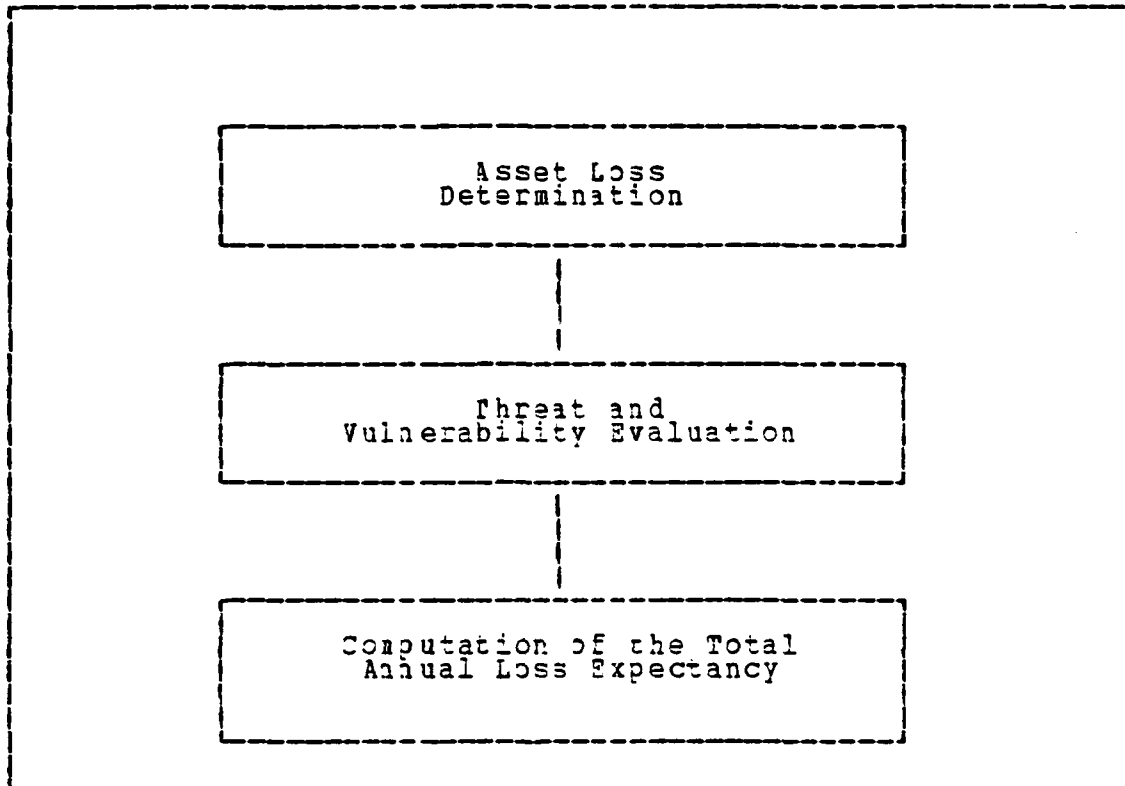 Asset Loss
Determination
Threat and
Vulnerability Evaluation
Computation of the Total
Annual Loss Expectancy